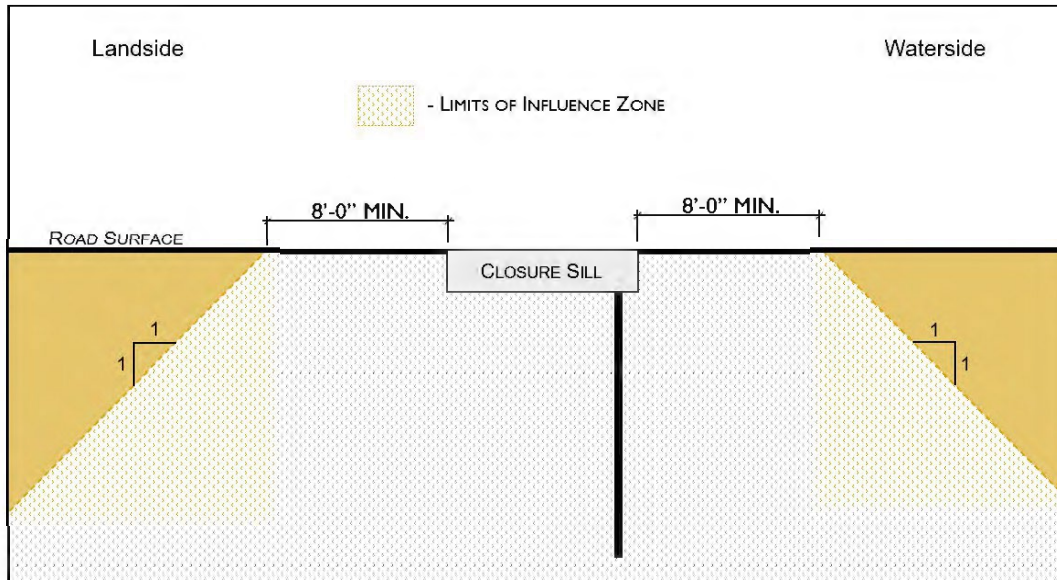 Landside
Waterside
- LIMITS OF INFLUENCE ZONE
8'-0" MIN.
8'-0" MIN.
ROAD SURFACE
CLOSURE SILL
1
1
1
1